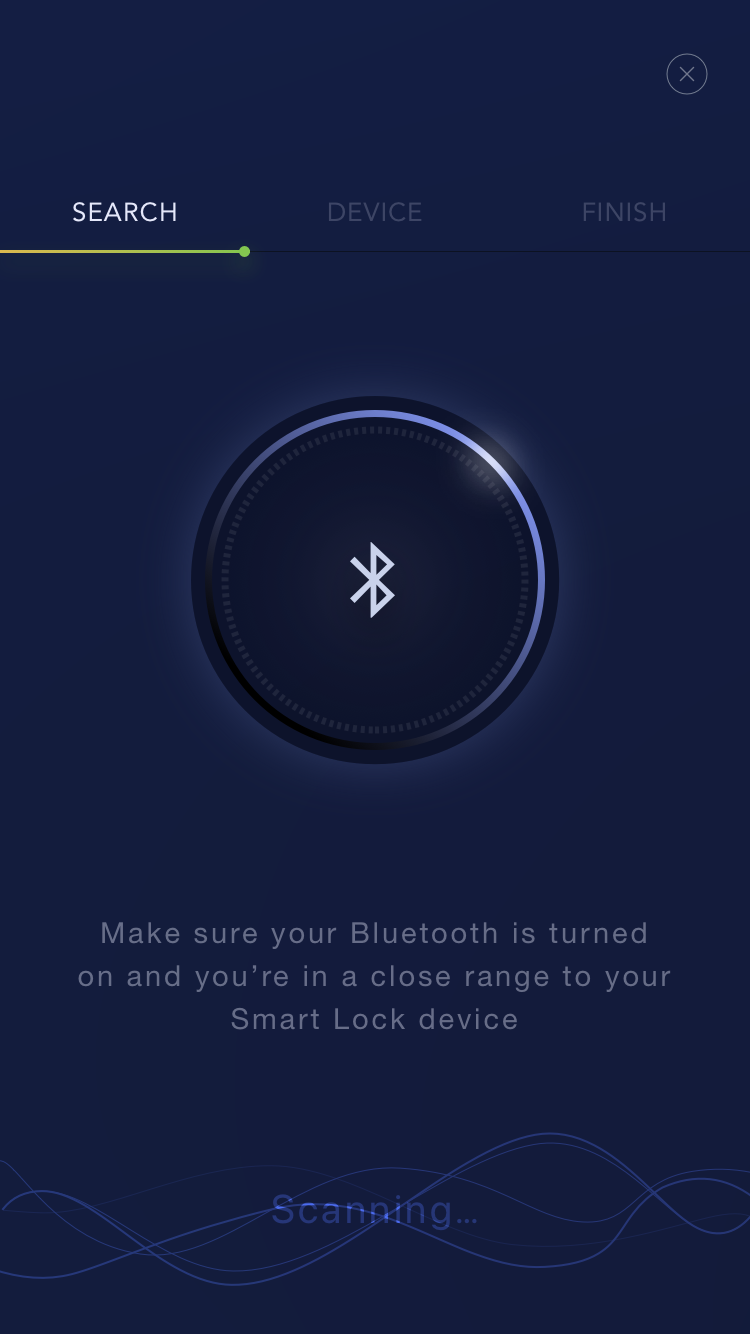 SEARCH DEVICE FINISH
Make sure your Bluetooth is turned
on and you’re in a close range to your
Smart Lock device
Scanning...